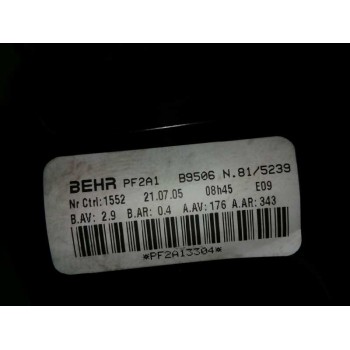 BEHR PF2A1 B9506 N.81/5239
Nr Ctrl:1552 21.07.05 08h45 E09
B.AV: 2.9 B.AR: 0.4 A.AV:176 A.AR:343
*PF2A13304*